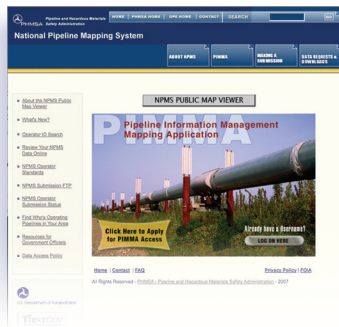 PHMSA
Pipeline and Hazardous Materials
Safety Administration
HOME | PHMSA HOME | OPS HOME | CONTACT
SEARCH
National Pipeline Mapping System
ABOUT NPMS
PIMMA
MAKING A
SUBMISSION
DATA REQUESTS &
DOWNLOADS
About the NPMS Public
Map Viewer
What's New?
Operator ID Search
Review Your NPMS
Data Online
NPMS Operator
Standards
NPMS Submission FTP
NPMS Operator
Submission Status
Find Who's Operating
Pipelines in Your Area
Resources for
Government Officials
Data Access Policy
NPMS PUBLIC MAP VIEWER
PIMMA
Pipeline Information Management
Mapping Application
Click Here to Apply
for PIMMA Access
Already have a Username?
LOG ON HERE
Home | Contact | FAQ
Privacy Policy | FOIA
All Rights Reserved - PHMSA - Pipeline and Hazardous Materials Safety Administration - 2007
U.S. Department of Transportation